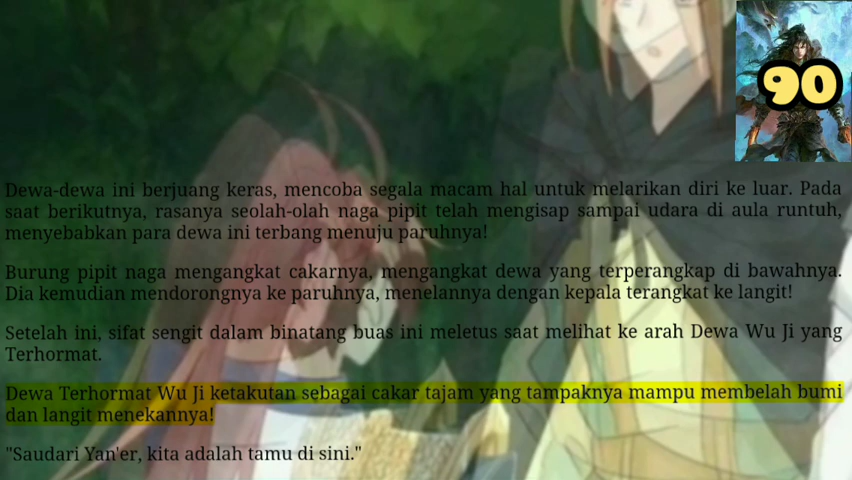 90
Dewa-dewa ini berjuang keras, mencoba segala macam hal untuk melarikan diri ke luar. Pada
saat berikutnya, rasanya seolah-olah naga pipit telah mengisap sampai udara di aula runtuh,
menyebabkan para dewa ini terbang menuju paruhnya!
Burung pipit naga mengangkat cakarnya, mengangkat dewa yang terperangkap di bawahnya.
Dia kemudian mendorongnya ke paruhnya, menelannya dengan kepala terangkat ke langit!
Setelah ini, sifat sengit dalam binatang buas ini meletus saat melihat ke arah Dewa Wu Ji yang
Terhormat.
Dewa Terhormat Wu Ji ketakutan sebagai cakar tajam yang tampaknya mampu membelah bumi
dan langit menekannya!
"Saudari Yan'er, kita adalah tamu di sini."